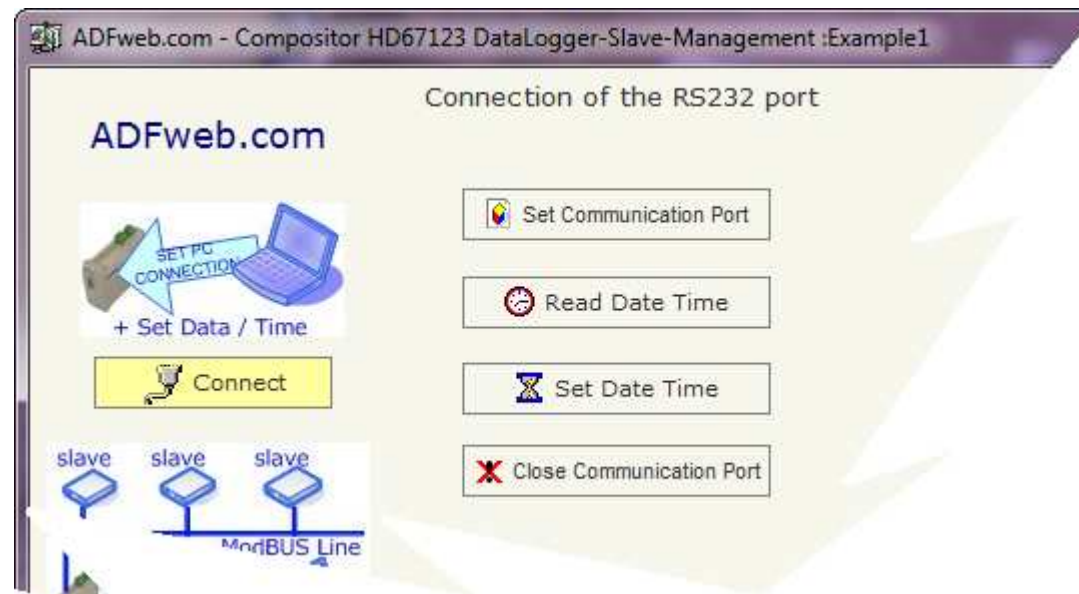 ADFweb.com - Compositor HD67123 DataLogger-Slave-Management :Example1
Connection of the RS232 port
ADFweb.com
Set Communication Port
SET PC
CONNECTION
Read Date Time
+ Set Data / Time
Connect
Set Date Time
slave slave slave
Close Communication Port
ModBUS Line